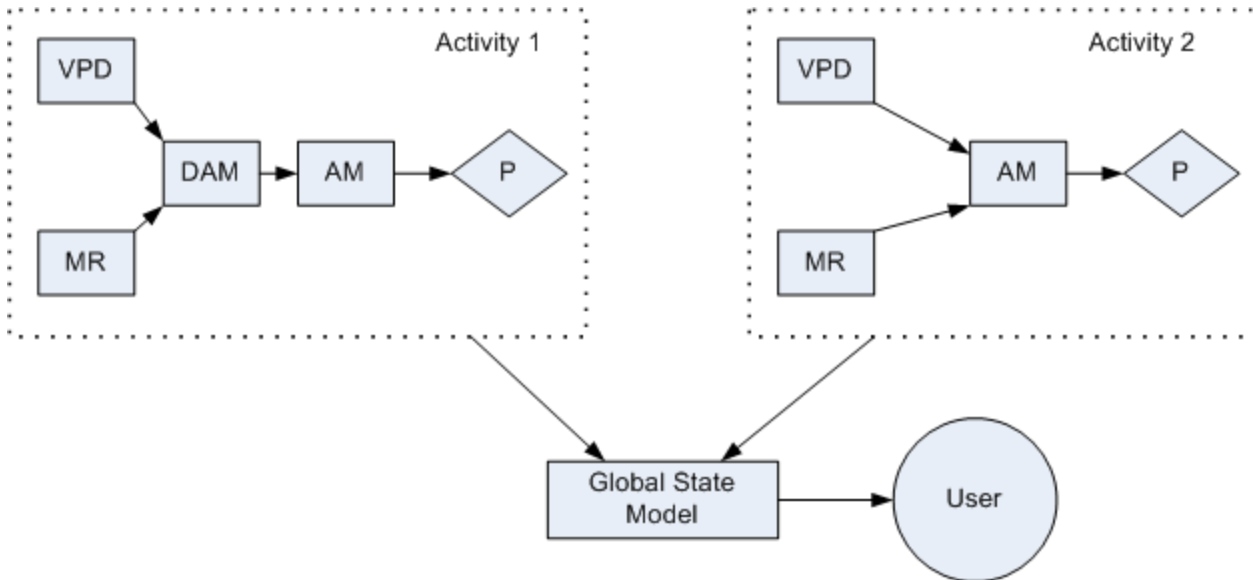 Activity 1
VPD
DAM
AM
P
MR
Activity 2
VPD
AM
P
MR
Global State
Model
User